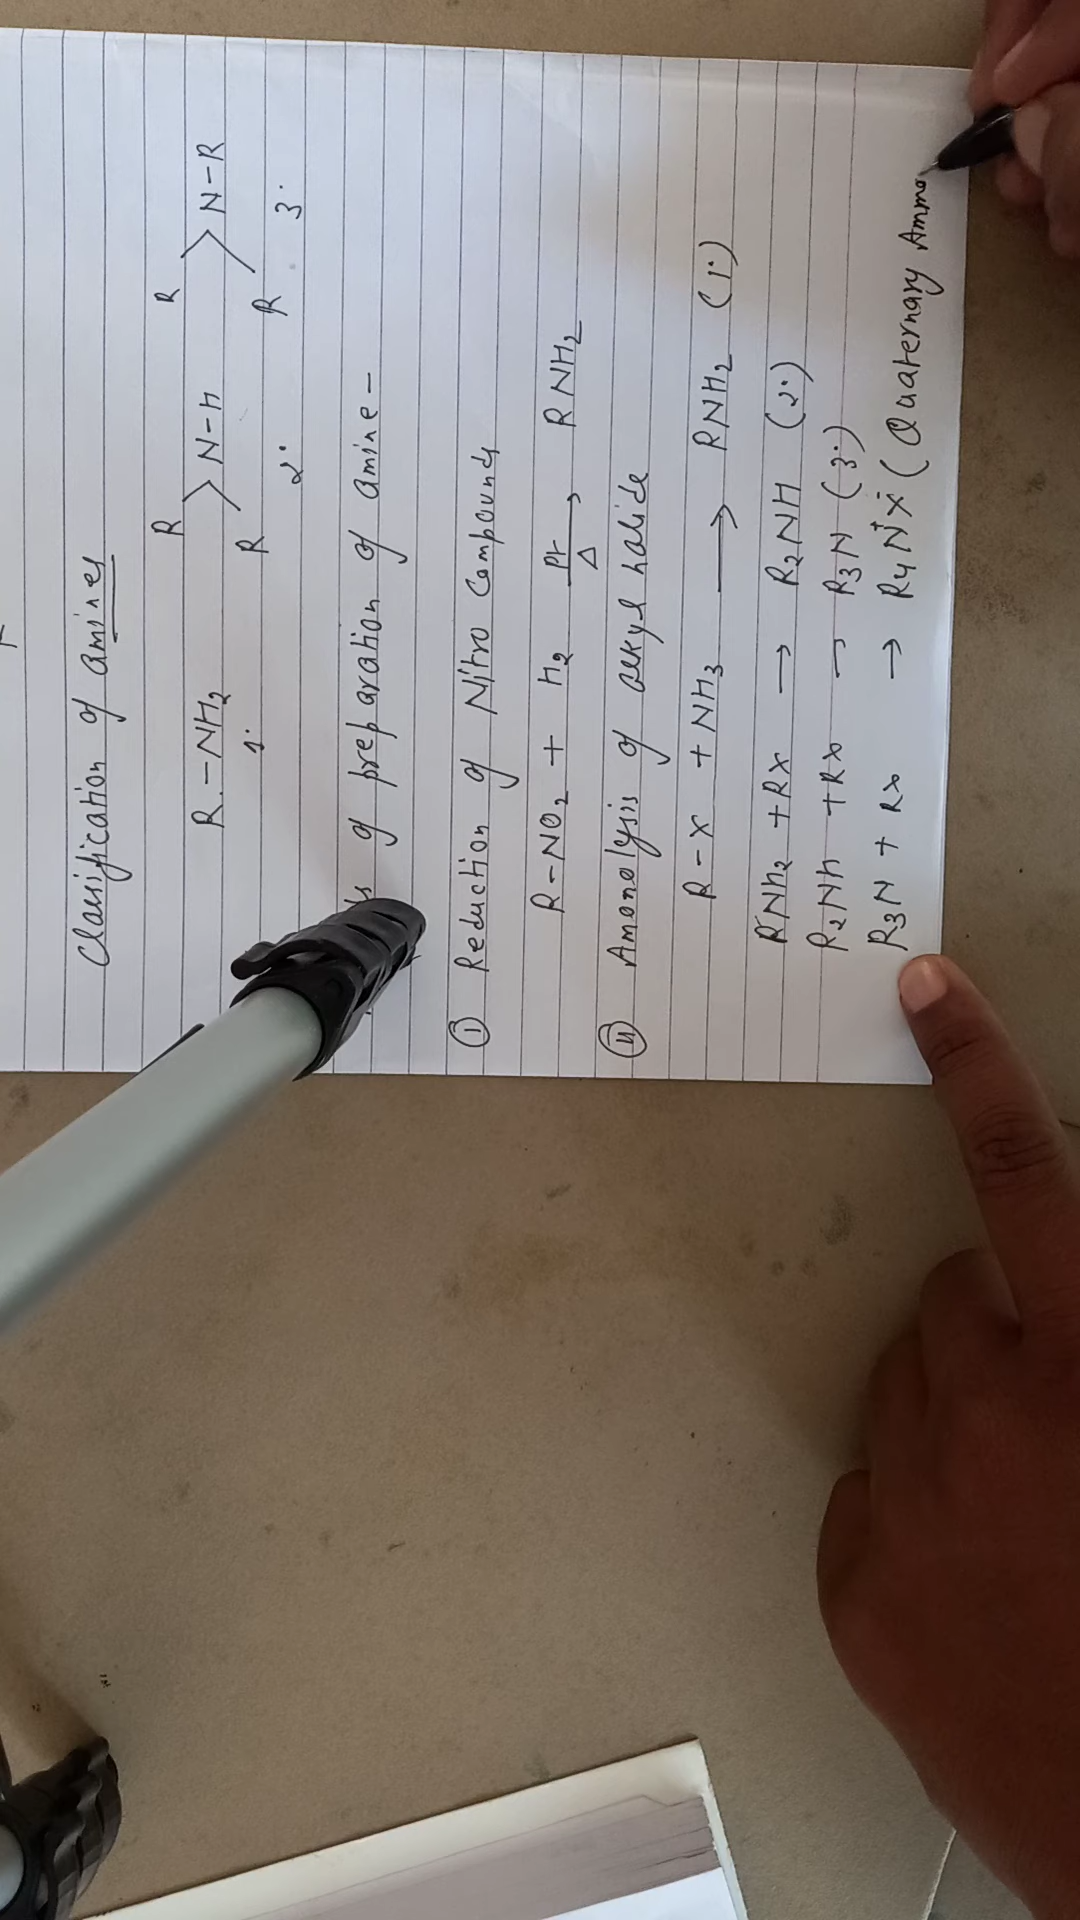 Classification of amines
R R
R-NH2 >N-h >N-R
1° R 2° R 3°
of preparation of amine-
(i) Reduction of Nitro Compounds
R-NO2 + H2 Pt/Δ → RNH2
(ii) Amonolysis of alkyl halide
R-X + NH3 → RNH2 (1°)
RNh2 + RX → R2NH (2°)
R2Nh + RX → R3N (3°)
R3N + RX → R4N+X- (Quaternary Ammo